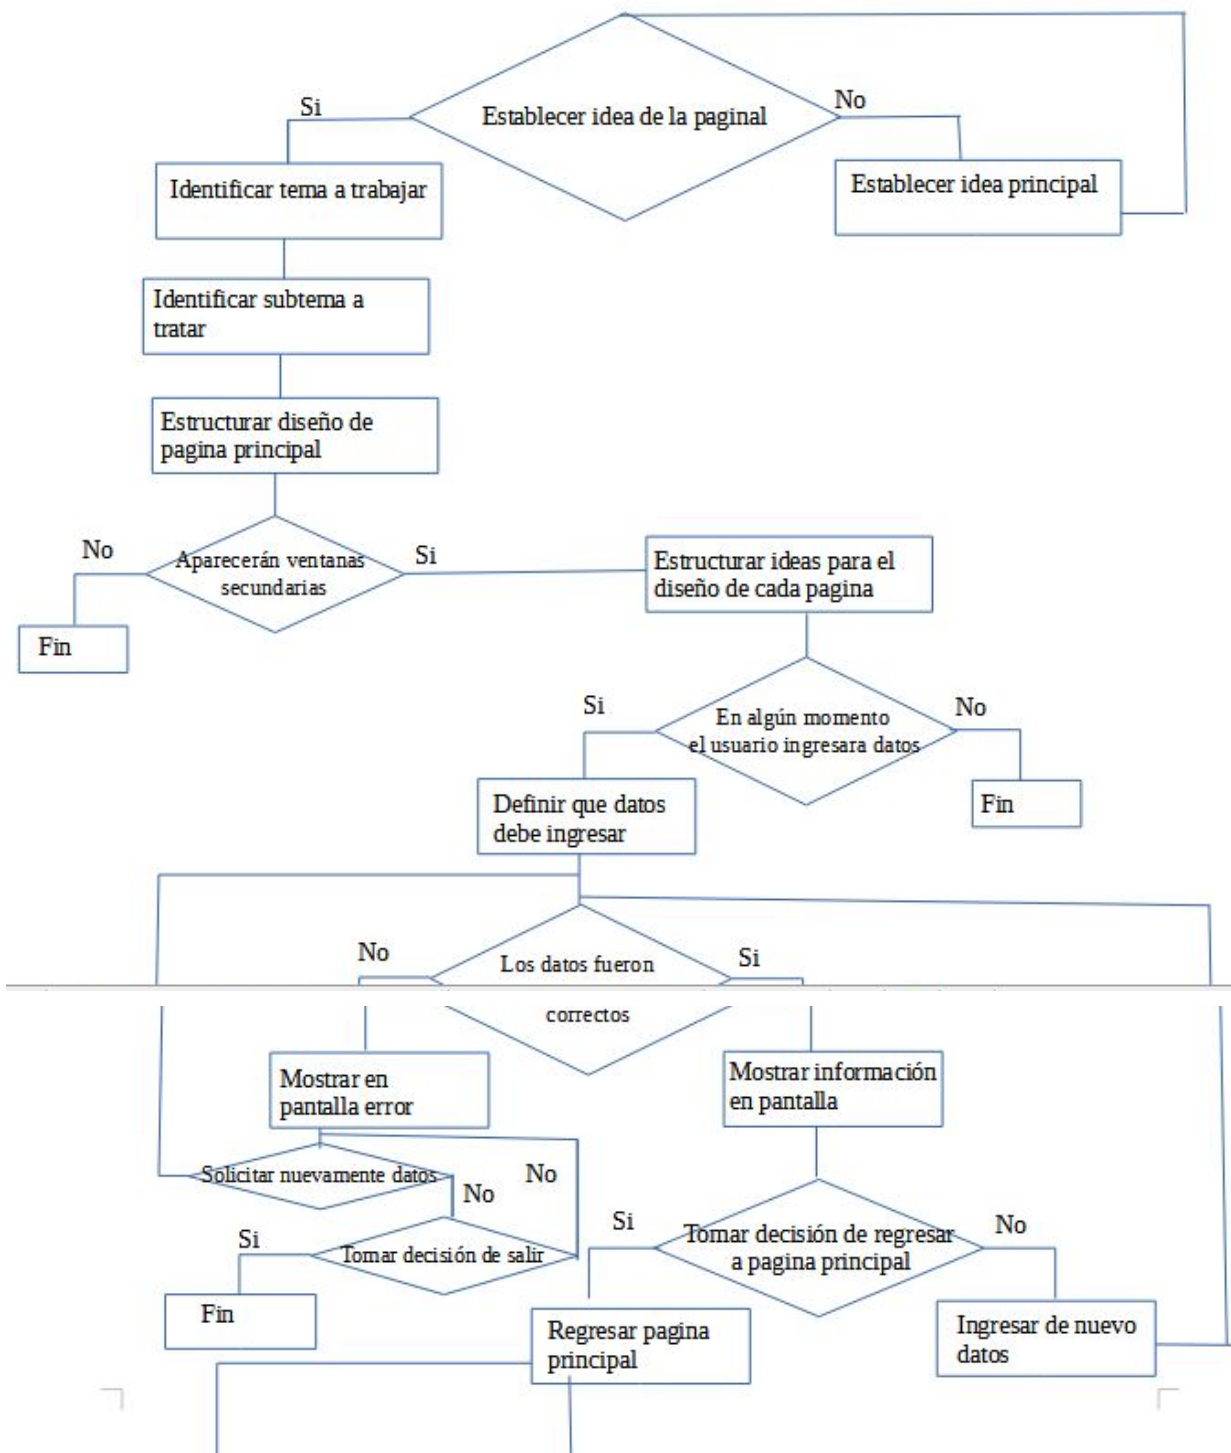 Si
Establecer idea de la paginal
No
Identificar tema a trabajar
Establecer idea principal
Identificar subtema a
tratar
Estructurar diseño de
pagina principal
No
Aparecerán ventanas
secundarias
Si
Estructurar ideas para el
diseño de cada pagina
Fin
Si
En algún momento
el usuario ingresara datos
No
Definir que datos
debe ingresar
Fin
No
Los datos fueron
Si
correctos
Mostrar en
pantalla error
Mostrar información
en pantalla
Solicitar nuevamente datos
No
No
Si
Tomar decisión de salir
Si
Tomar decisión de regresar
a pagina principal
No
Fin
Regresar pagina
principal
Ingresar de nuevo
datos